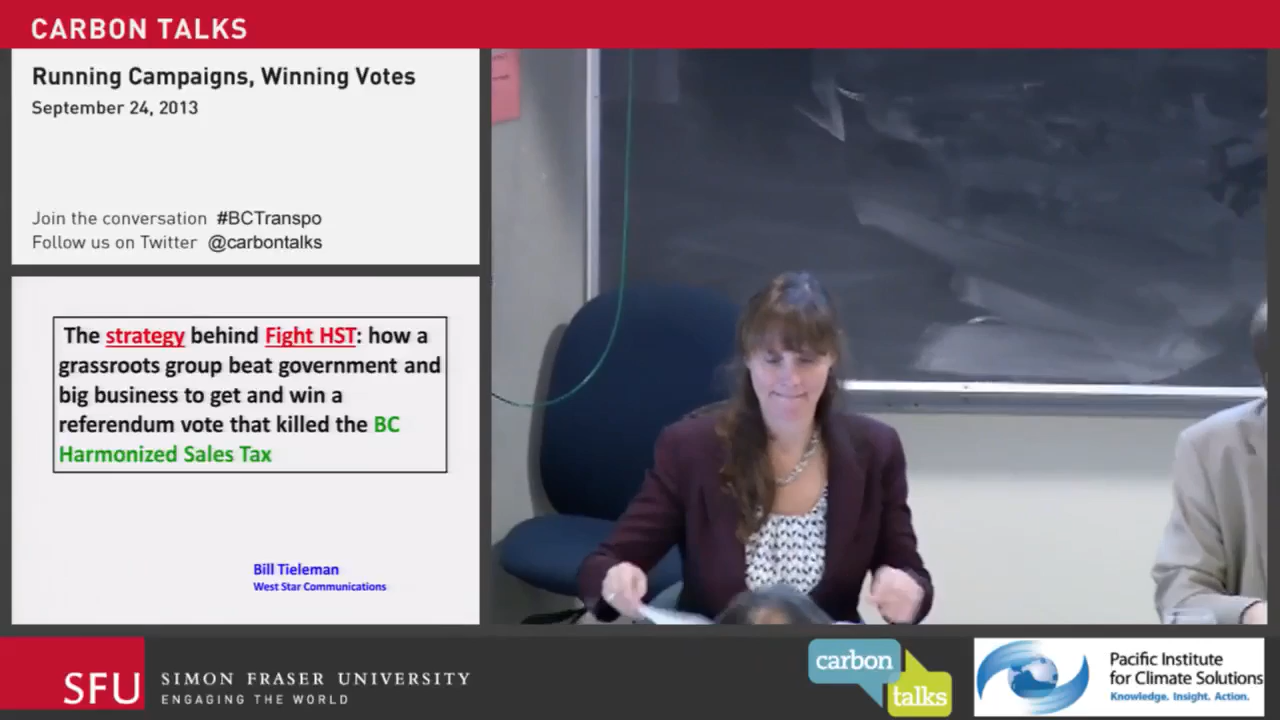 CARBON TALKS
Running Campaigns, Winning Votes
September 24, 2013
Join the conversation #BCTranspo
Follow us on Twitter @carbontalks
The strategy behind Fight HST: how a
grassroots group beat government and
big business to get and win a
referendum vote that killed the BC
Harmonized Sales Tax
Bill Tieleman
West Star Communications
SFU SIMON FRASER UNIVERSITY
ENGAGING THE WORLD
carbon
talks
Pacific Institute
for Climate Solutions
Knowledge. Insight. Action.